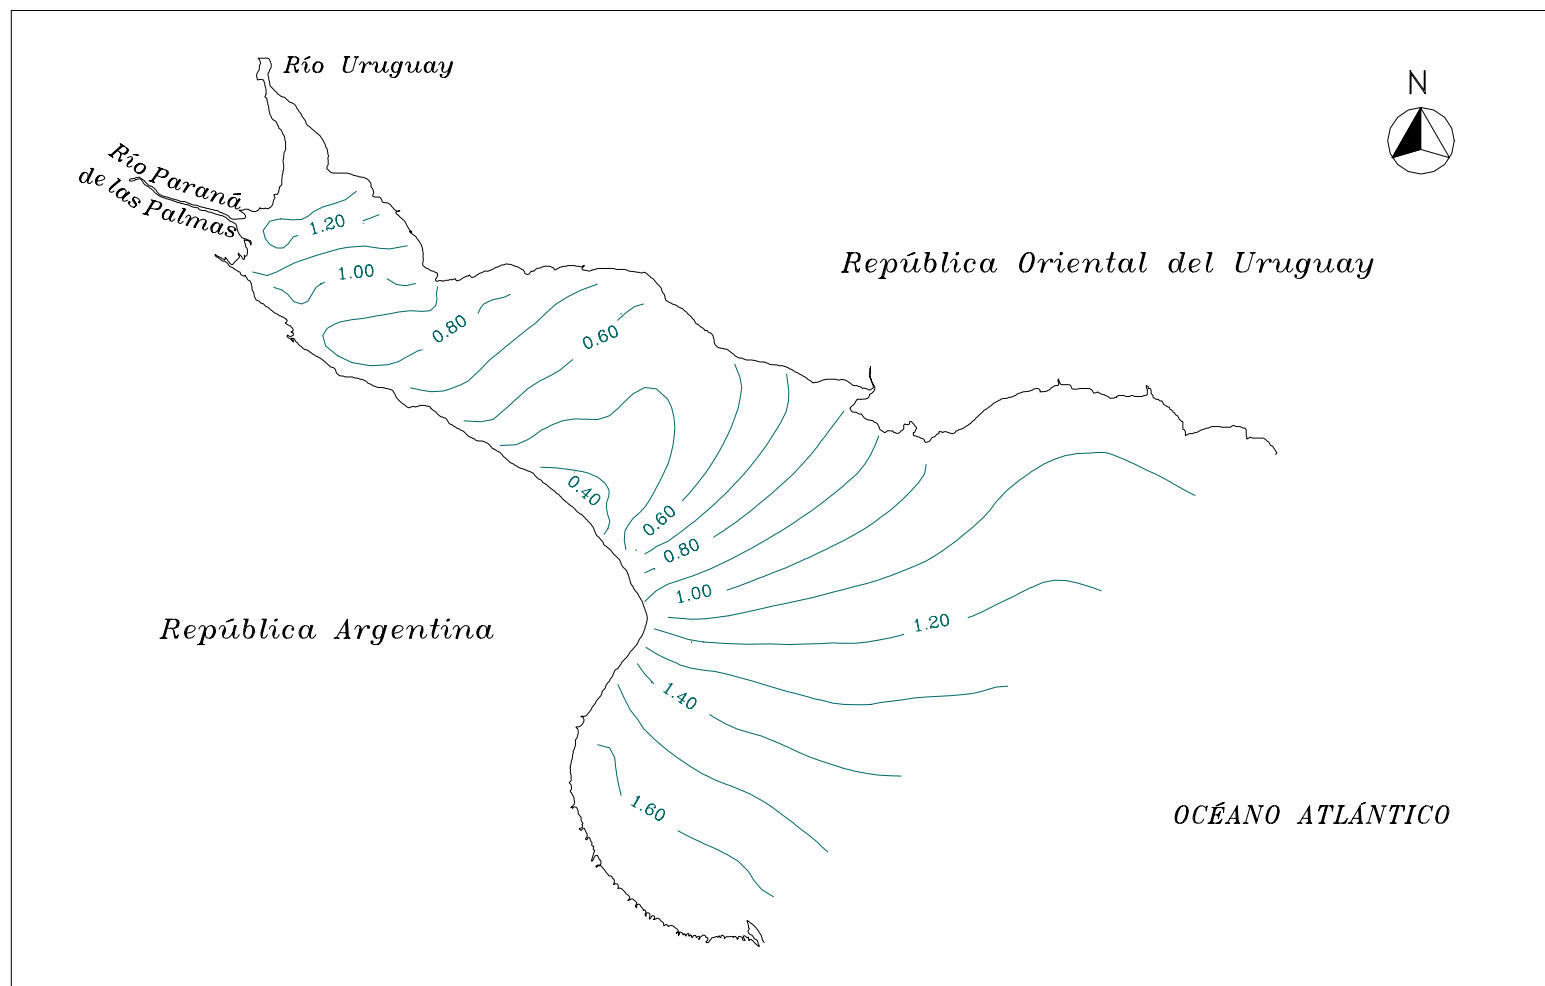 Río Uruguay
N
Río Paraná
de las Palmas
1.20
República Oriental del Uruguay
1.00
0.80
0.60
0.40
0.60
0.80
1.00
1.20
República Argentina
1.40
1.60
OCÉANO ATLÁNTICO